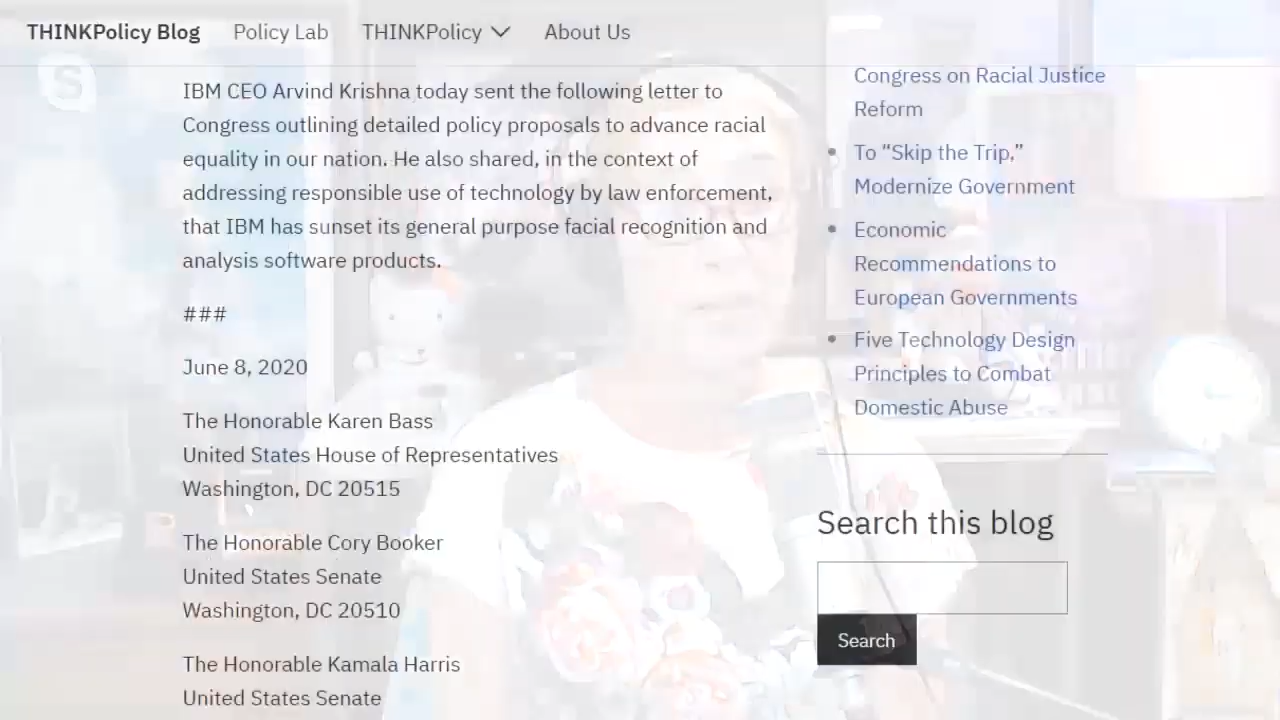 THINKPolicy Blog Policy Lab THINKPolicy About Us
IBM CEO Arvind Krishna today sent the following letter to
Congress outlining detailed policy proposals to advance racial
equality in our nation. He also shared, in the context of
addressing responsible use of technology by law enforcement,
that IBM has sunset its general purpose facial recognition and
analysis software products.
###
June 8, 2020
The Honorable Karen Bass
United States House of Representatives
Washington, DC 20515
The Honorable Cory Booker
United States Senate
Washington, DC 20510
The Honorable Kamala Harris
United States Senate
Congress on Racial Justice
Reform
To “Skip the Trip,”
Modernize Government
Economic
Recommendations to
European Governments
Five Technology Design
Principles to Combat
Domestic Abuse
Search this blog
Search
S